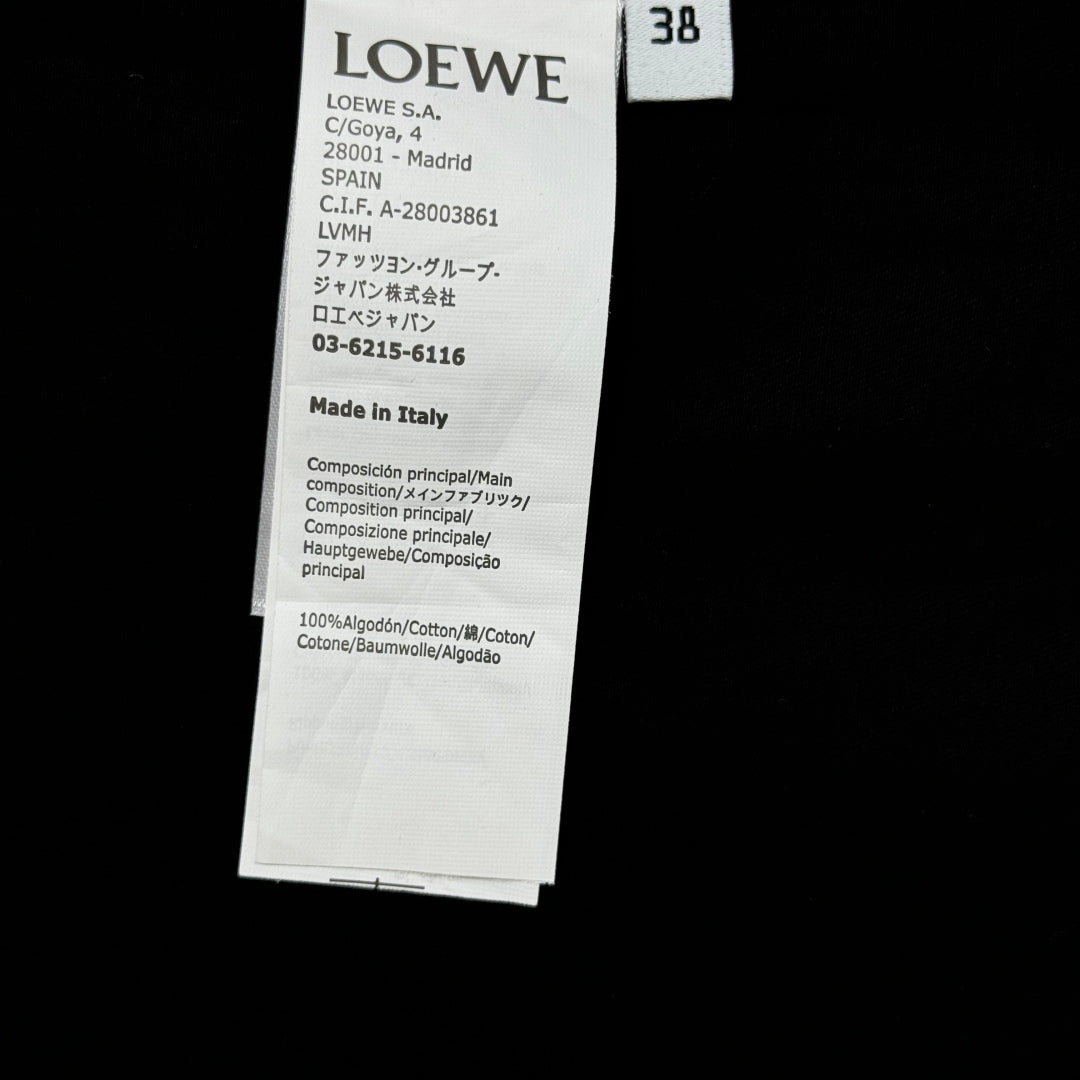 LOEWE
38
LOEWE S.A.
C/Goya, 4
28001 - Madrid
SPAIN
C.I.F. A-28003861
LVMH
ファッツヨン･グループ-
ジャパン株式会社
口エベジャパン
03-6215-6116
Made in Italy
Composición principal/Main
composition/メインファブリツク/
Composition principal/
Composizione principale/
Hauptgewebe/Composição
principal
100%Algodón/Cotton/綿/Coton/
Cotone/Baumwolle/Algodão